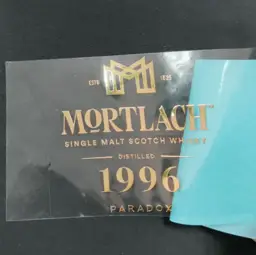 ESTD 1823
MORTLACH
SINGLE MALT SCOTCH WHISKY
DISTILLED
1996
PARADOX